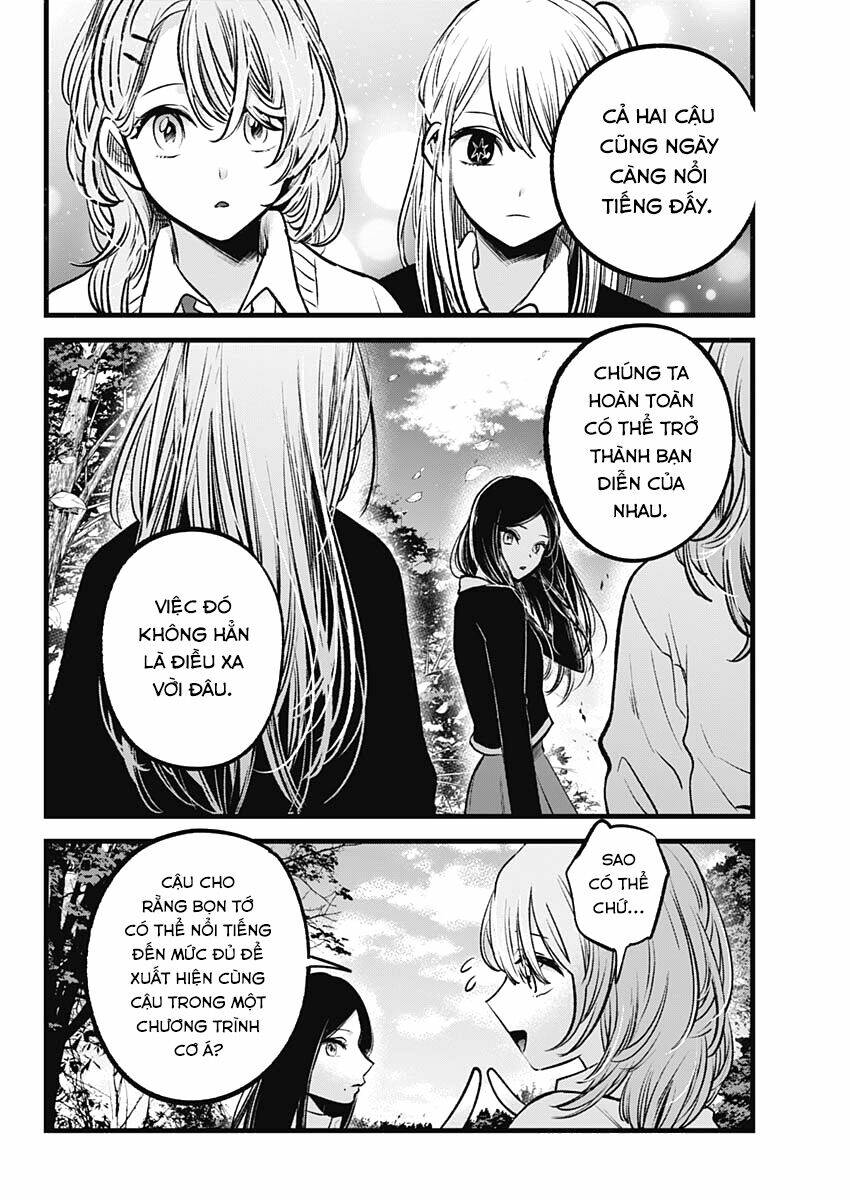 CẢ HAI CẬU
CŨNG NGÀY
CÀNG NỔI
TIẾNG ĐẤY.
CHÚNG TA
HOÀN TOÀN
CÓ THỂ TRỞ
THÀNH BẠN
DIỄN CỦA
NHAU.
VIỆC ĐÓ
KHÔNG HẲN
LÀ ĐIỀU XA
VỜI ĐÂU.
SAO
CÓ THỂ
CHỨ...
CẬU CHO
RẰNG BỌN TỚ
CÓ THỂ NỔI TIẾNG
ĐẾN MỨC ĐỦ ĐỂ
XUẤT HIỆN CÙNG
CẬU TRONG MỘT
CHƯƠNG TRÌNH
CƠ Á?